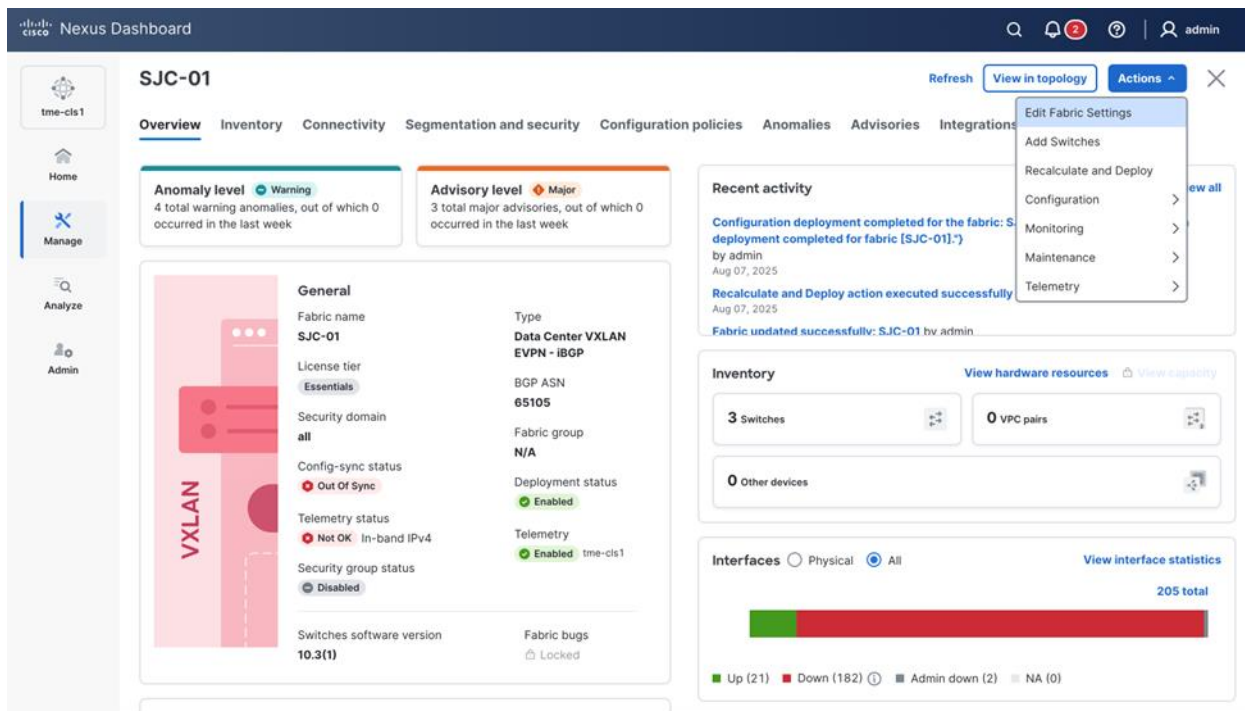 cisco Nexus Dashboard
2
admin
tme-cls1
Home
Manage
Analyze
Admin
SJC-01
Refresh
View in topology
Actions
Overview Inventory Connectivity Segmentation and security Configuration policies Anomalies Advisories Integrations
Edit Fabric Settings
Add Switches
Recalculate and Deploy
Configuration
Monitoring
Maintenance
Telemetry
Anomaly level Warning
4 total warning anomalies, out of which 0
occurred in the last week
Advisory level Major
3 total major advisories, out of which 0
occurred in the last week
VXLAN
General
Fabric name
SJC-01
License tier
Essentials
Security domain
all
Config-sync status
Out Of Sync
Telemetry status
Not OK In-band IPv4
Security group status
Disabled
Type
Data Center VXLAN
EVPN - iBGP
BGP ASN
65105
Fabric group
N/A
Deployment status
Enabled
Telemetry
Enabled tme-cls1
Switches software version
10.3(1)
Fabric bugs
Locked
Recent activity
Configuration deployment completed for the fabric: S
deployment completed for fabric [SJC-01]."}
by admin
Aug 07, 2025
Recalculate and Deploy action executed successfully
Aug 07, 2025
Fabric updated successfully: SJC-01 by admin
Inventory
View hardware resources
View capacity
3 Switches
0 VPC pairs
0 Other devices
Interfaces Physical All
View interface statistics
205 total
Up (21) Down (182) Admin down (2) NA (0)